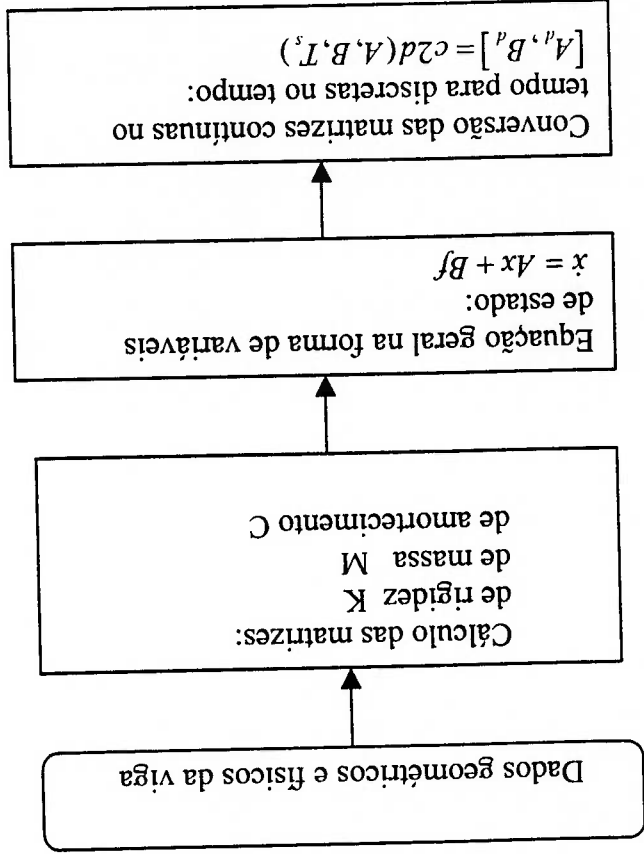 Dados geométricos e físicos da viga
Cálculo das matrizes:
de rigidez K
de massa M
de amortecimento C
Equação geral na forma de variáveis
de estado:
ẋ = Ax + Bf
Conversão das matrizes contínuas no
tempo para discretas no tempo:
[A_d, B_d] = c2d(A, B, T_s)